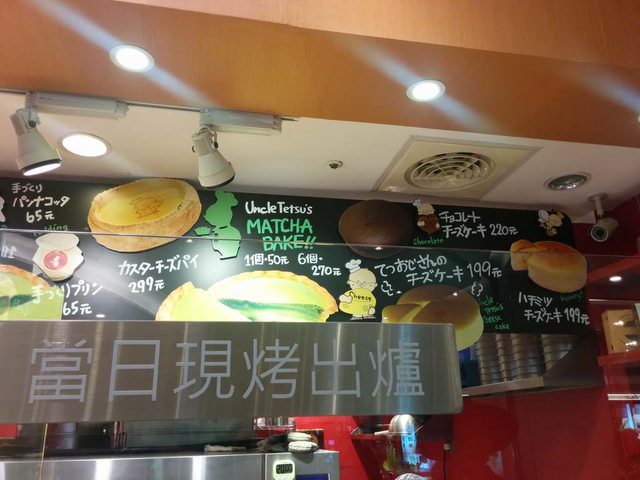 手づくり
パンナコッタ
65元
手づくりプリン
65元
カスターチーズパイ
299元
Uncle Tetsu's
MATCHA
BAKE!!
1個・50元 6個・
270元
Cheese
てつおじさんの
チーズケーキ 199元
Uncle
Tetsu's
cheese
cake
Chocolate
チョコレート
チーズケーキ 220元
honey
ハチミツ
チーズケーキ 199元
當日現烤出爐